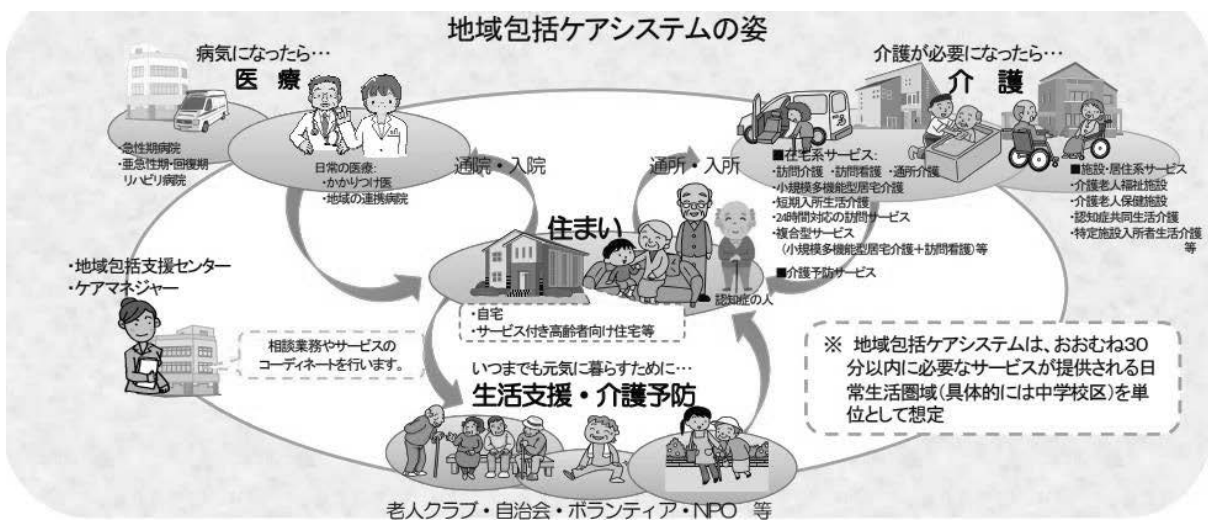 地域包括ケアシステムの姿
病気になったら…
医 療
・急性期病院
・亜急性期・回復期
リハビリ病院
日常の医療:
・かかりつけ医
・地域の連携病院
通院・入院
通所・入所
介護が必要になったら…
介 護
■在宅系サービス:
・訪問介護 ・訪問看護 ・通所介護
・小規模多機能型居宅介護
・短期入所生活介護
・24時間対応の訪問サービス
・複合型サービス
(小規模多機能型居宅介護+訪問看護)等
■介護予防サービス
■施設・居住系サービス
・介護老人福祉施設
・介護老人保健施設
・認知症共同生活介護
・特定施設入所者生活介護
等
住まい
認知症の人
・自宅
・サービス付き高齢者向け住宅等
・地域包括支援センター
・ケアマネジャー
相談業務やサービスの
コーディネートを行います。
いつまでも元気に暮らすために…
生活支援・介護予防
老人クラブ・自治会・ボランティア・NPO 等
※ 地域包括ケアシステムは、おおむね30
分以内に必要なサービスが提供される日
常生活圏域(具体的には中学校区)を単
位として想定